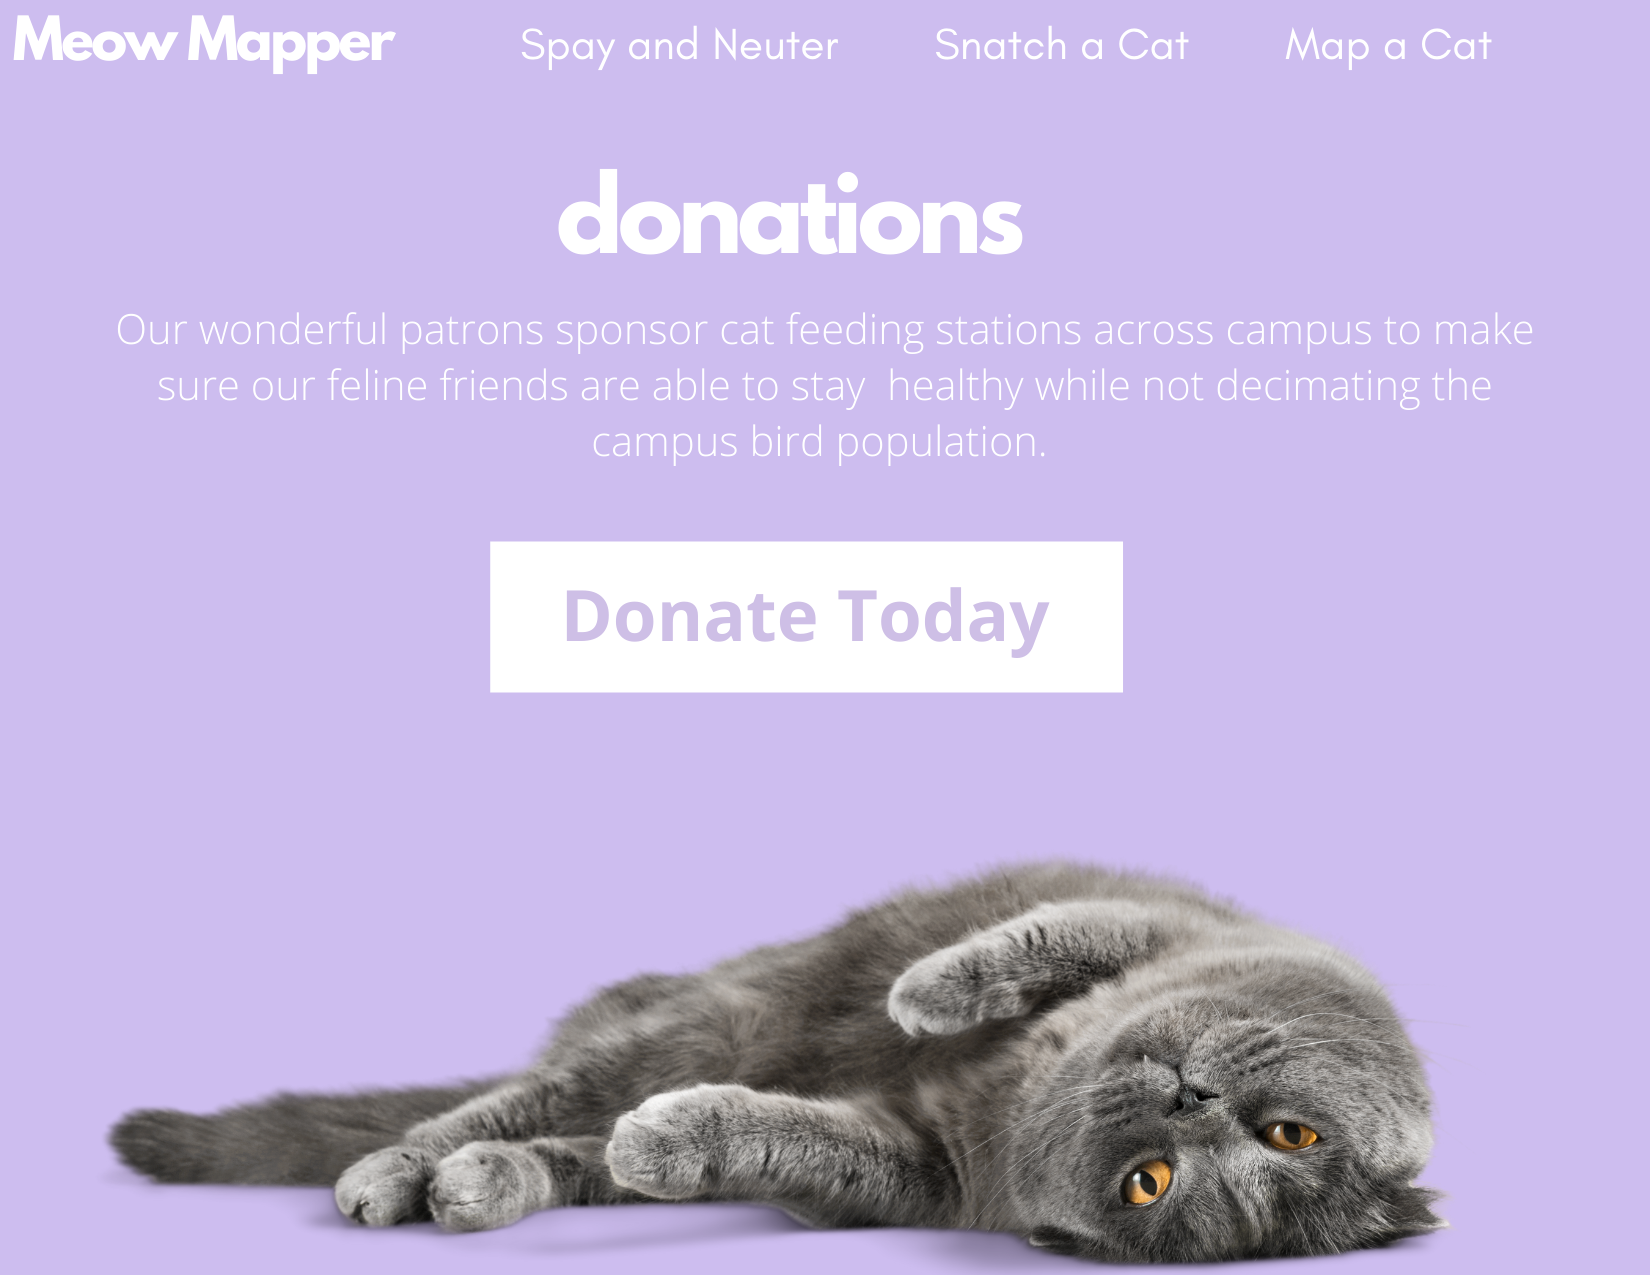 Meow Mapper Spay and Neuter Snatch a Cat Map a Cat
donations
Our wonderful patrons sponsor cat feeding stations across campus to make
sure our feline friends are able to stay  healthy while not decimating the
campus bird population.
Donate Today